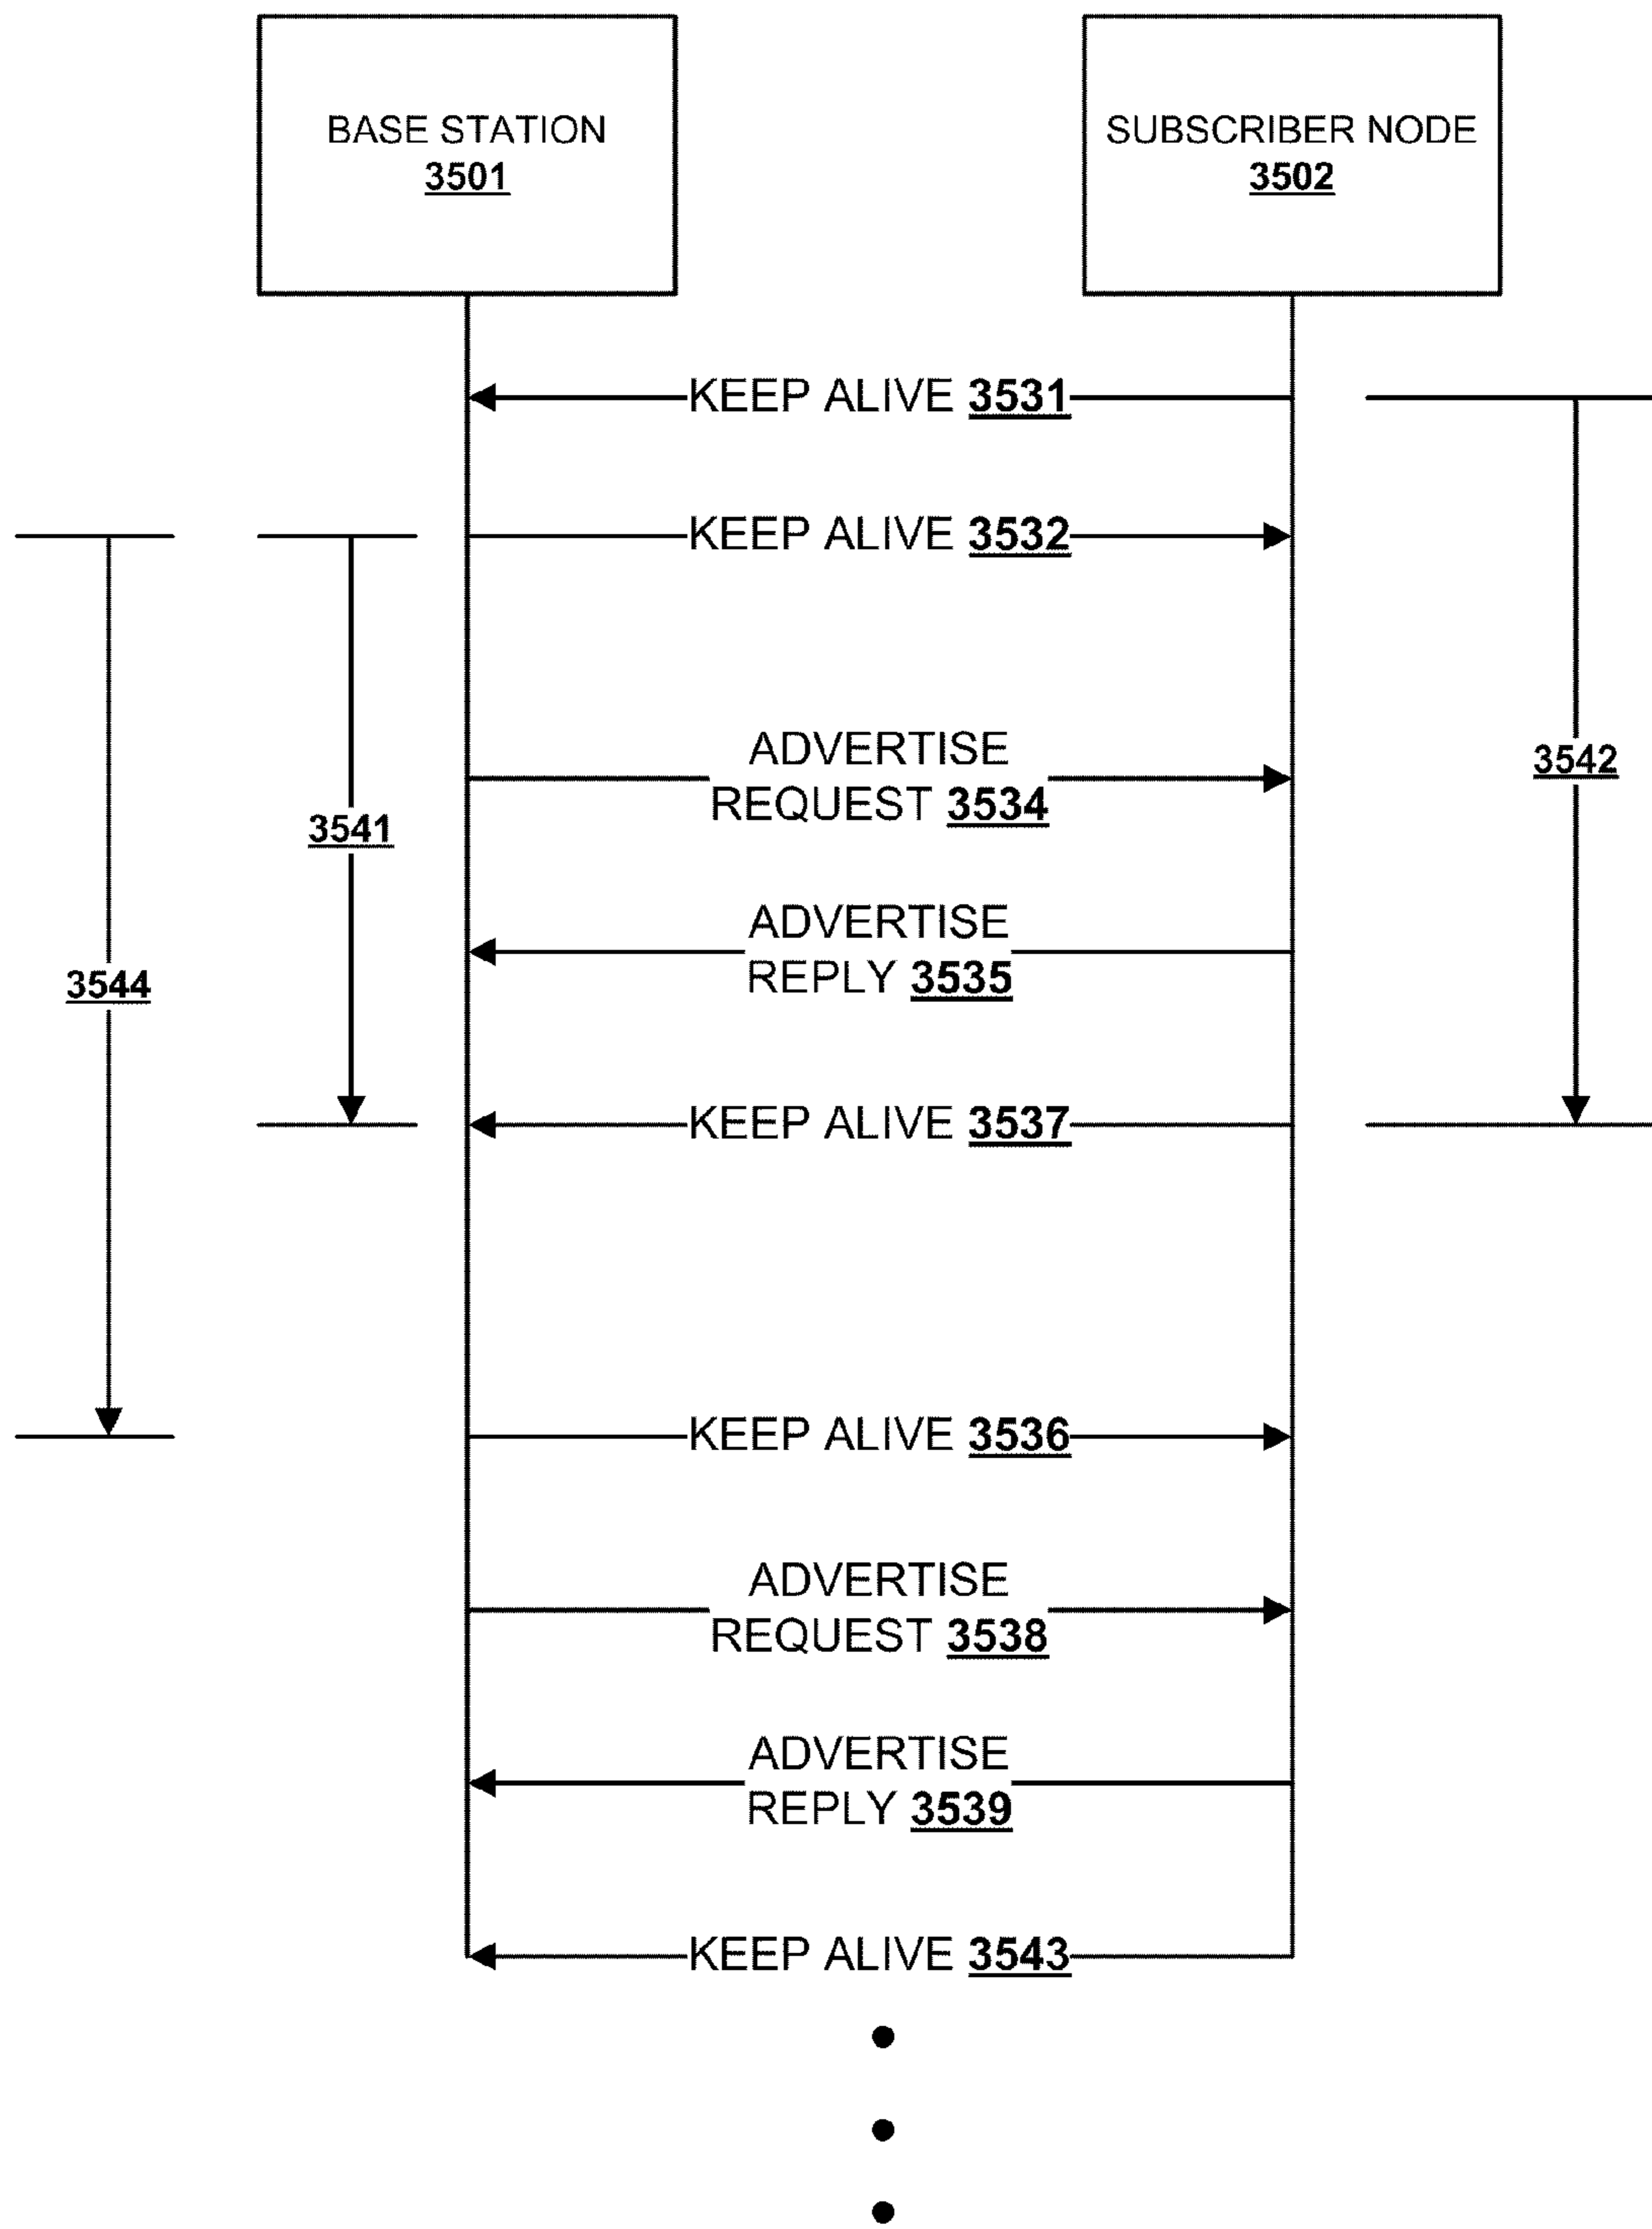 BASE STATION
3501
SUBSCRIBER NODE
3502
KEEP ALIVE 3531
KEEP ALIVE 3532
ADVERTISE
REQUEST 3534
3542
3541
ADVERTISE
REPLY 3535
3544
KEEP ALIVE 3537
KEEP ALIVE 3536
ADVERTISE
REQUEST 3538
ADVERTISE
REPLY 3539
KEEP ALIVE 3543